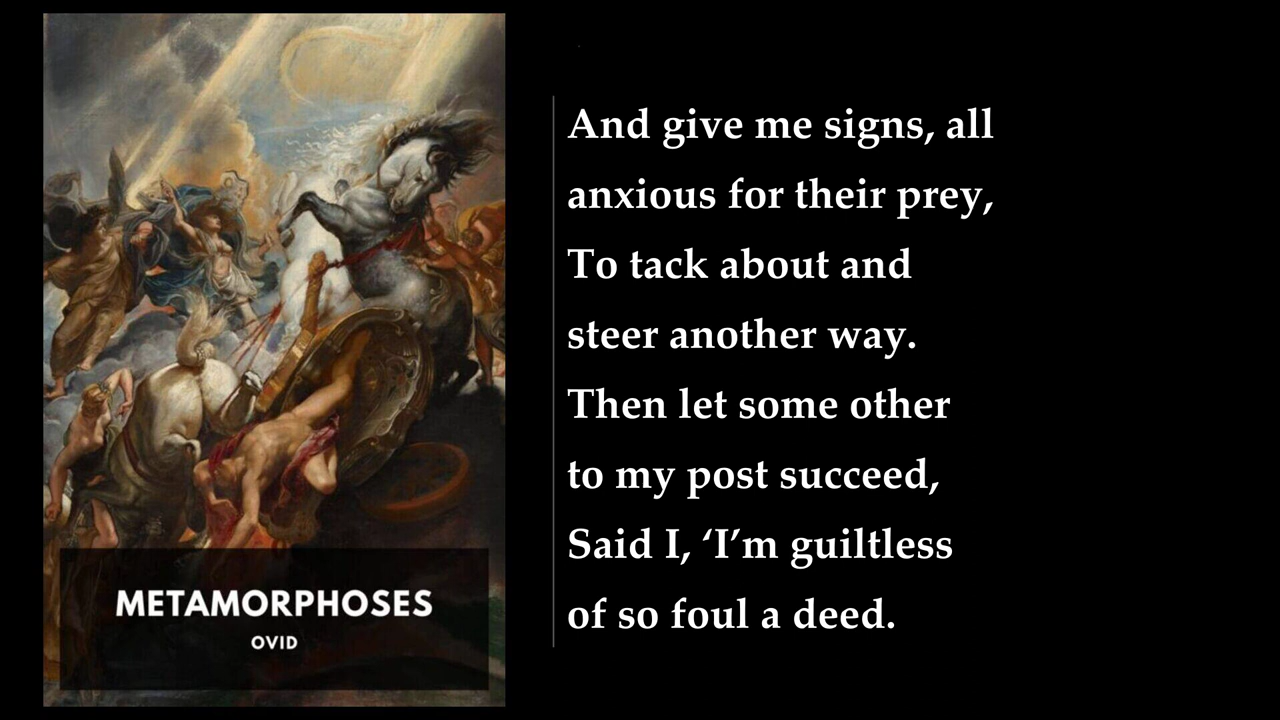 METAMORPHOSES
OVID
And give me signs, all
anxious for their prey,
To tack about and
steer another way.
Then let some other
to my post succeed,
Said I, ‘I’m guiltless
of so foul a deed.